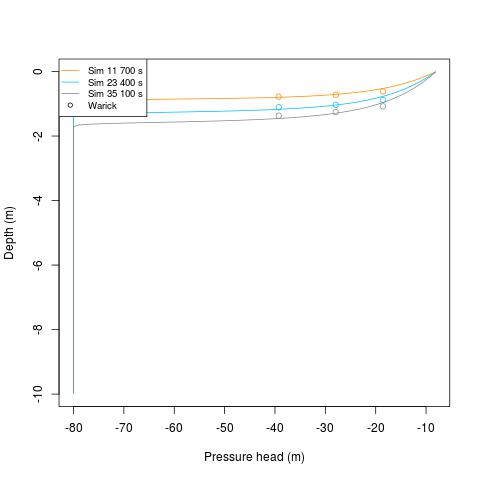 Sim 11 700 s
Sim 23 400 s
Sim 35 100 s
Warick
0
-2
-4
-6
-8
-10
Depth (m)
-80 -70 -60 -50 -40 -30 -20 -10
Pressure head (m)